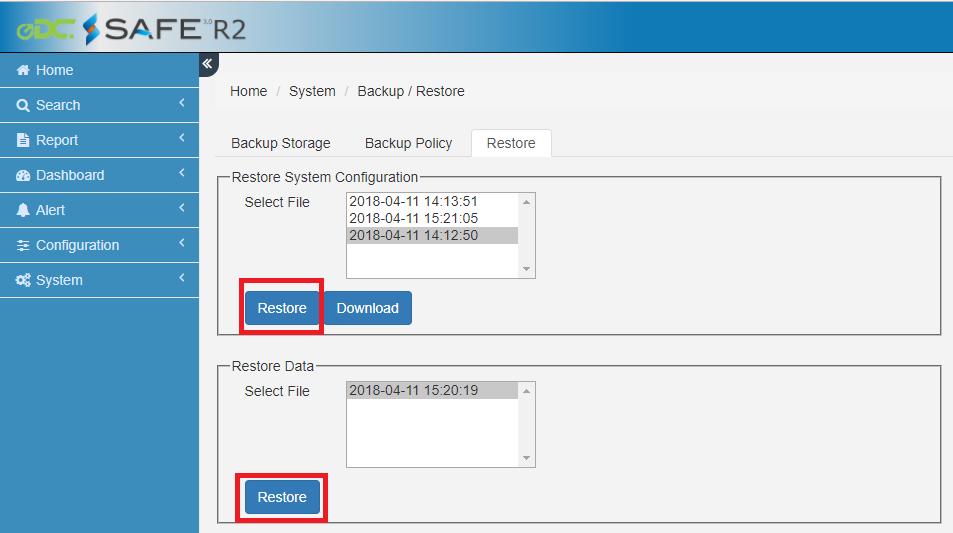 eDC. SAFE 3.0 R2
Home
Search
Report
Dashboard
Alert
Configuration
System
Home / System / Backup / Restore
Backup Storage Backup Policy Restore
Restore System Configuration
Select File
2018-04-11 14:13:51
2018-04-11 15:21:05
2018-04-11 14:12:50
Restore Download
Restore Data
Select File
2018-04-11 15:20:19
Restore